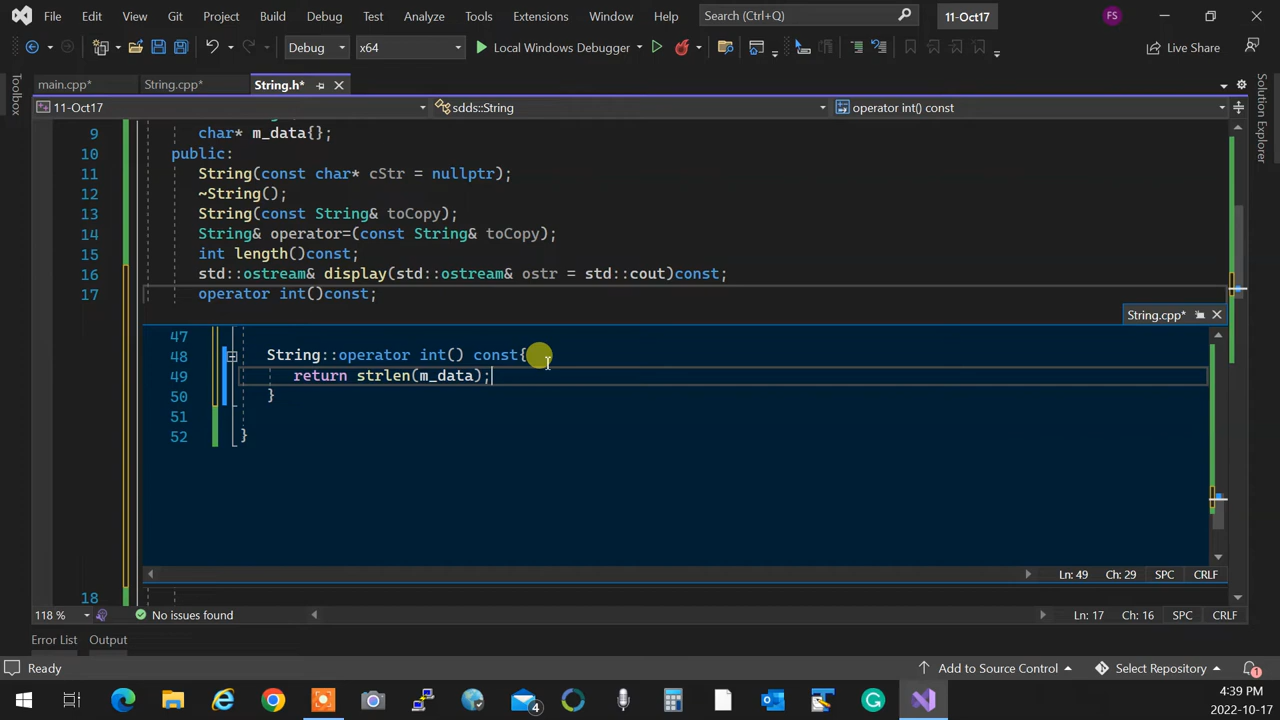 File Edit View Git Project Build Debug Test Analyze Tools Extensions Window Help Search (Ctrl+Q) 11-Oct17 FS
Debug x64 Local Windows Debugger Live Share
main.cpp* String.cpp* String.h*
11-Oct17 sdds::String operator int() const
Toolbox
Solution Explorer
9 char* m_data{};
10 public:
11 String(const char* cStr = nullptr);
12 ~String();
13 String(const String& toCopy);
14 String& operator=(const String& toCopy);
15 int length()const;
16 std::ostream& display(std::ostream& ostr = std::cout)const;
17 operator int()const;
String.cpp*
47
48 String::operator int() const{
49 return strlen(m_data);
50 }
51
52 }
Ln: 49 Ch: 29 SPC CRLF
18
118 % No issues found Ln: 17 Ch: 16 SPC CRLF
Error List Output
Ready Add to Source Control Select Repository 1
4 4:39 PM
2022-10-17